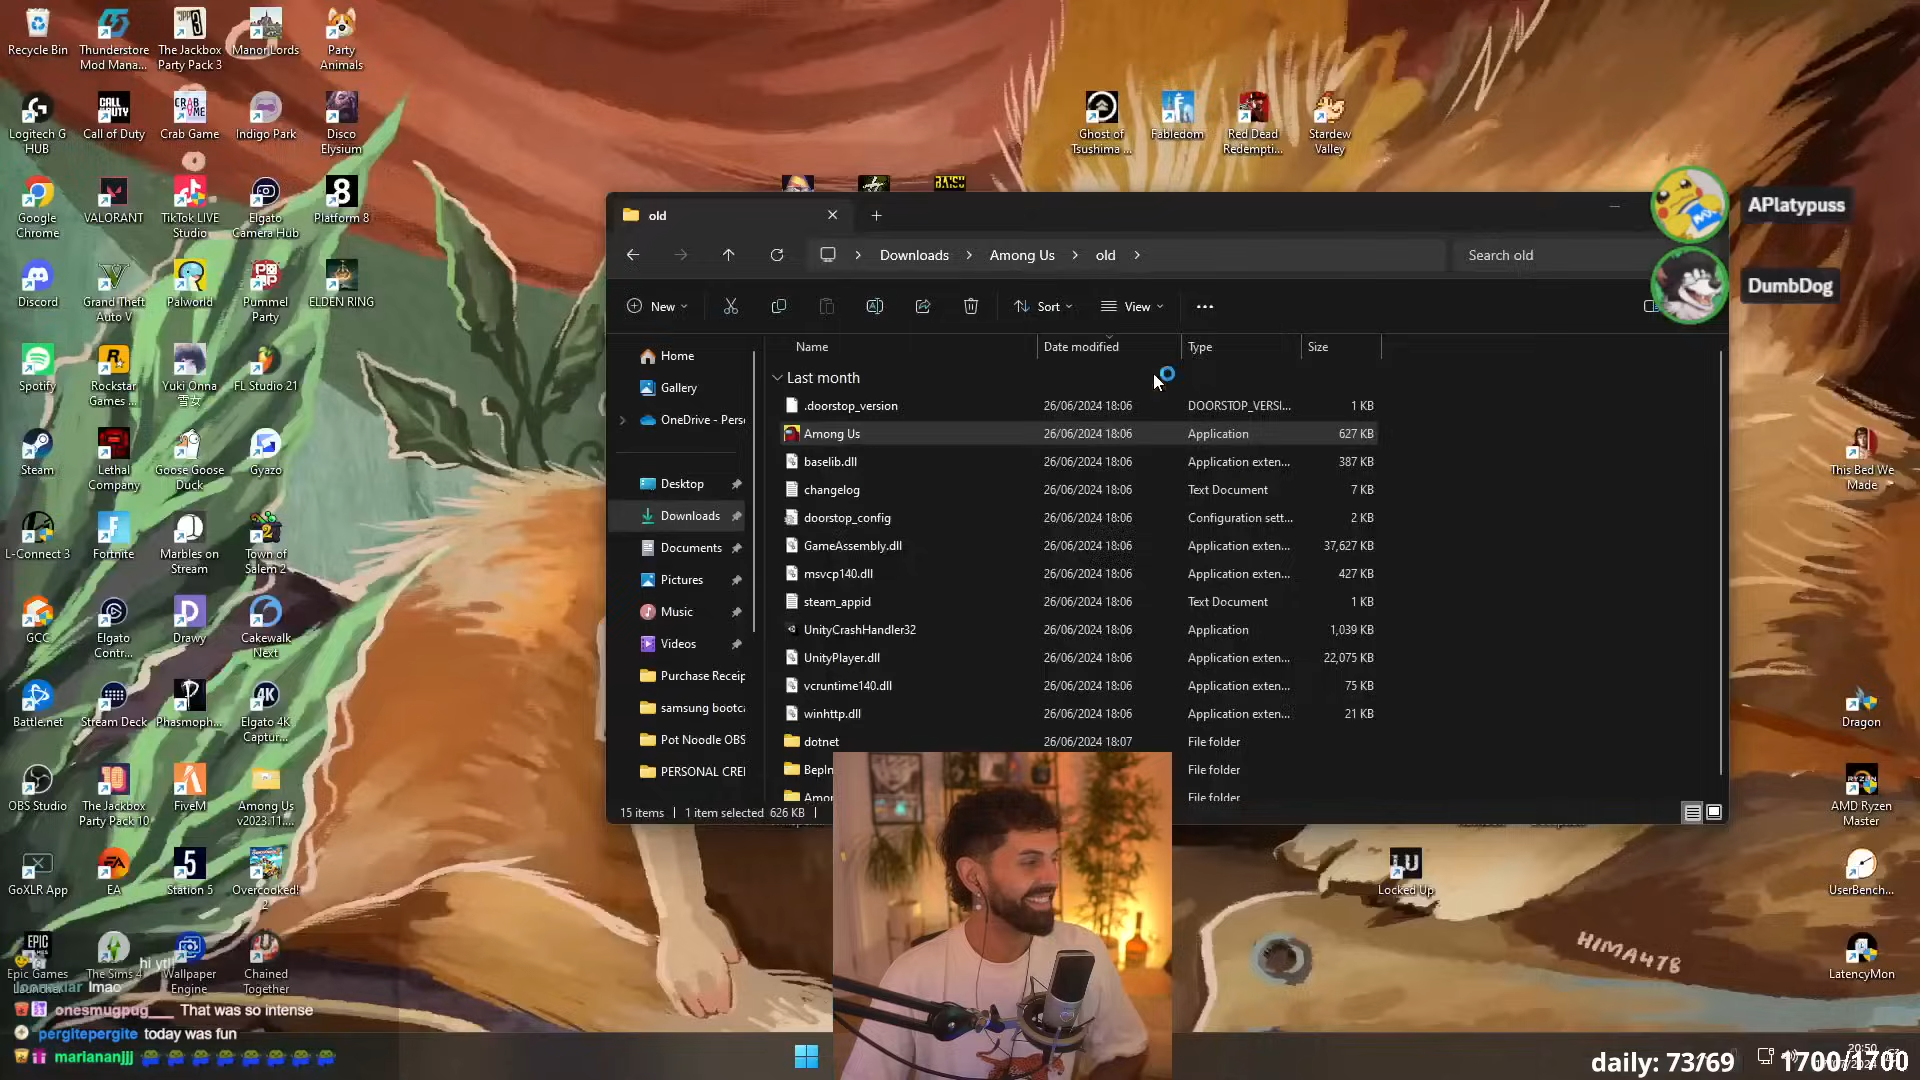 Recycle Bin
Thunderstore
Mod Mana...
The Jackbox
Party Pack 3
Manor Lords
Party
Animals
Logitech G
HUB
Call of Duty
Crab Game
Indigo Park
Disco
Elysium
Google
Chrome
VALORANT
TikTok LIVE
Studio
Elgato
Camera Hub
Platform 8
Discord
Grand Theft
Auto V
Palworld
Pummel
Party
ELDEN RING
Spotify
Rockstar
Games ...
Yuki Onna
雪女
FL Studio 21
Steam
Lethal
Company
Goose Goose
Duck
Gyazo
L-Connect 3
Fortnite
Marbles on
Stream
Town of
Salem 2
GCC
Elgato
Contr...
Drawy
Cakewalk
Next
Battle.net
Stream Deck
Phasmoph...
Elgato 4K
Captur...
OBS Studio
The Jackbox
Party Pack 10
FiveM
Among Us
v2023.11....
GoXLR App
EA
Station 5
Overcooked!
2
Epic Games
The Sims 4
Wallpaper
Engine
Chained
Together
lmao
onesmugpug___ That was so intense
pergitepergite today was fun
mariananjjj
Ghost of
Tsushima ...
Fabledom
Red Dead
Redempti...
Stardew
Valley
old
Downloads
Among Us
old
Search old
New
Sort
View
Name
Date modified
Type
Size
Home
Gallery
OneDrive - Pers
Desktop
Downloads
Documents
Pictures
Music
Videos
Purchase Receip
samsung bootca
Pot Noodle OBS
PERSONAL CREI
Last month
.doorstop_version 26/06/2024 18:06 DOORSTOP_VERSI... 1 KB
Among Us 26/06/2024 18:06 Application 627 KB
baselib.dll 26/06/2024 18:06 Application exten... 387 KB
changelog 26/06/2024 18:06 Text Document 7 KB
doorstop_config 26/06/2024 18:06 Configuration sett... 2 KB
GameAssembly.dll 26/06/2024 18:06 Application exten... 37,627 KB
msvcp140.dll 26/06/2024 18:06 Application exten... 427 KB
steam_appid 26/06/2024 18:06 Text Document 1 KB
UnityCrashHandler32 26/06/2024 18:06 Application 1,039 KB
UnityPlayer.dll 26/06/2024 18:06 Application exten... 22,075 KB
vcruntime140.dll 26/06/2024 18:06 Application exten... 75 KB
winhttp.dll 26/06/2024 18:06 Application exten... 21 KB
dotnet 26/06/2024 18:07 File folder
BepIn File folder
Amor File folder
15 items 1 item selected 626 KB
APlatypuss
DumbDog
This Bed We
Made
Dragon
AMD Ryzen
Master
UserBench...
LatencyMon
Locked Up
HIMA478
20:50
daily: 73/69
1700/1700